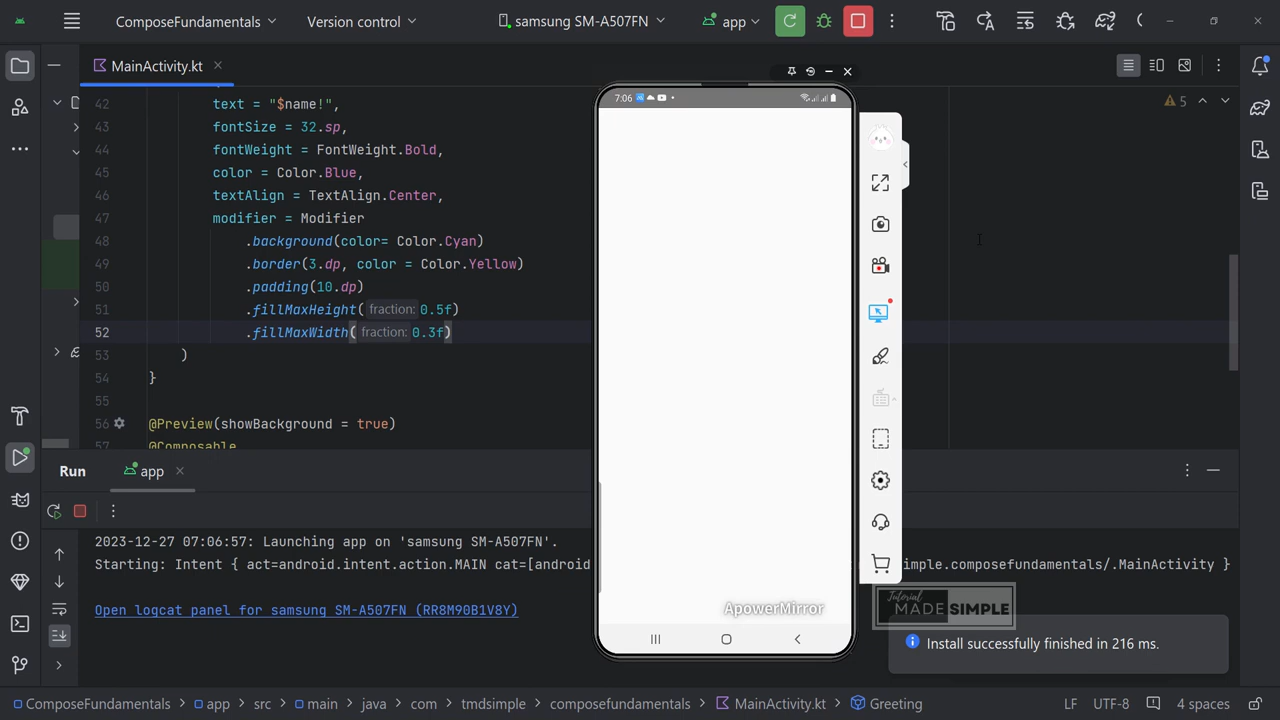 ComposeFundamentals
Version control
samsung SM-A507FN
app
MainActivity.kt
5
7:06
42 text = "$name!",
43 fontSize = 32.sp,
44 fontWeight = FontWeight.Bold,
45 color = Color.Blue,
46 textAlign = TextAlign.Center,
47 modifier = Modifier
48 .background(color= Color.Cyan)
49 .border(3.dp, color = Color.Yellow)
50 .padding(10.dp)
51 .fillMaxHeight( fraction: 0.5f)
52 .fillMaxWidth( fraction: 0.3f)
53 )
54 }
55
56 @Preview(showBackground = true)
57 @Composable
ApowerMirror
Run
app
2023-12-27 07:06:57: Launching app on 'samsung SM-A507FN'.
Starting: Intent { act=android.intent.action.MAIN cat=[android
simple.composefundamentals/.MainActivity }
Open logcat panel for samsung SM-A507FN (RR8M90B1V8Y)
Tutorial
MADE SIMPLE
Install successfully finished in 216 ms.
ComposeFundamentals
app
src
main
java
com
tmdsimple
composefundamentals
MainActivity.kt
Greeting
LF
UTF-8
4 spaces